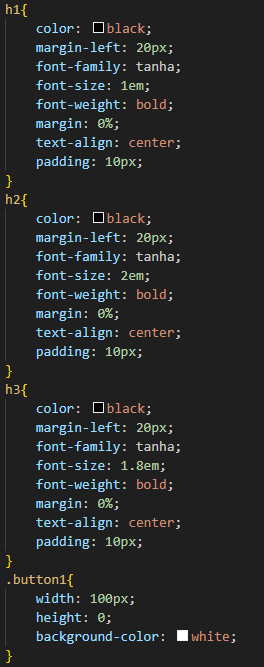 h1{
    color: black;
    margin-left: 20px;
    font-family: tanha;
    font-size: 1em;
    font-weight: bold;
    margin: 0%;
    text-align: center;
    padding: 10px;
}
h2{
    color: black;
    margin-left: 20px;
    font-family: tanha;
    font-size: 2em;
    font-weight: bold;
    margin: 0%;
    text-align: center;
    padding: 10px;
}
h3{
    color: black;
    margin-left: 20px;
    font-family: tanha;
    font-size: 1.8em;
    font-weight: bold;
    margin: 0%;
    text-align: center;
    padding: 10px;
}
.button1{
    width: 100px;
    height: 0;
    background-color: white;
}